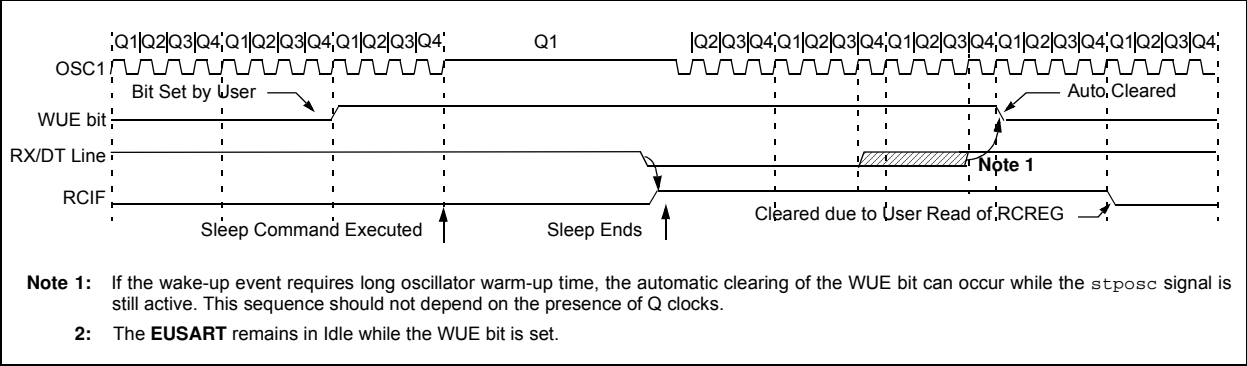 Q1 Q2 Q3 Q4 Q1 Q2 Q3 Q4 Q1 Q2 Q3 Q4 Q1 Q2 Q3 Q4 Q1 Q2 Q3 Q4 Q1 Q2 Q3 Q4 Q1 Q2 Q3 Q4 Q1 Q2 Q3 Q4
OSC1
Bit Set by User Auto Cleared
WUE bit
RX/DT Line Note 1
RCIF
Cleared due to User Read of RCREG
Sleep Command Executed Sleep Ends
Note 1: If the wake-up event requires long oscillator warm-up time, the automatic clearing of the WUE bit can occur while the stposc signal is
still active. This sequence should not depend on the presence of Q clocks.
2: The EUSART remains in Idle while the WUE bit is set.